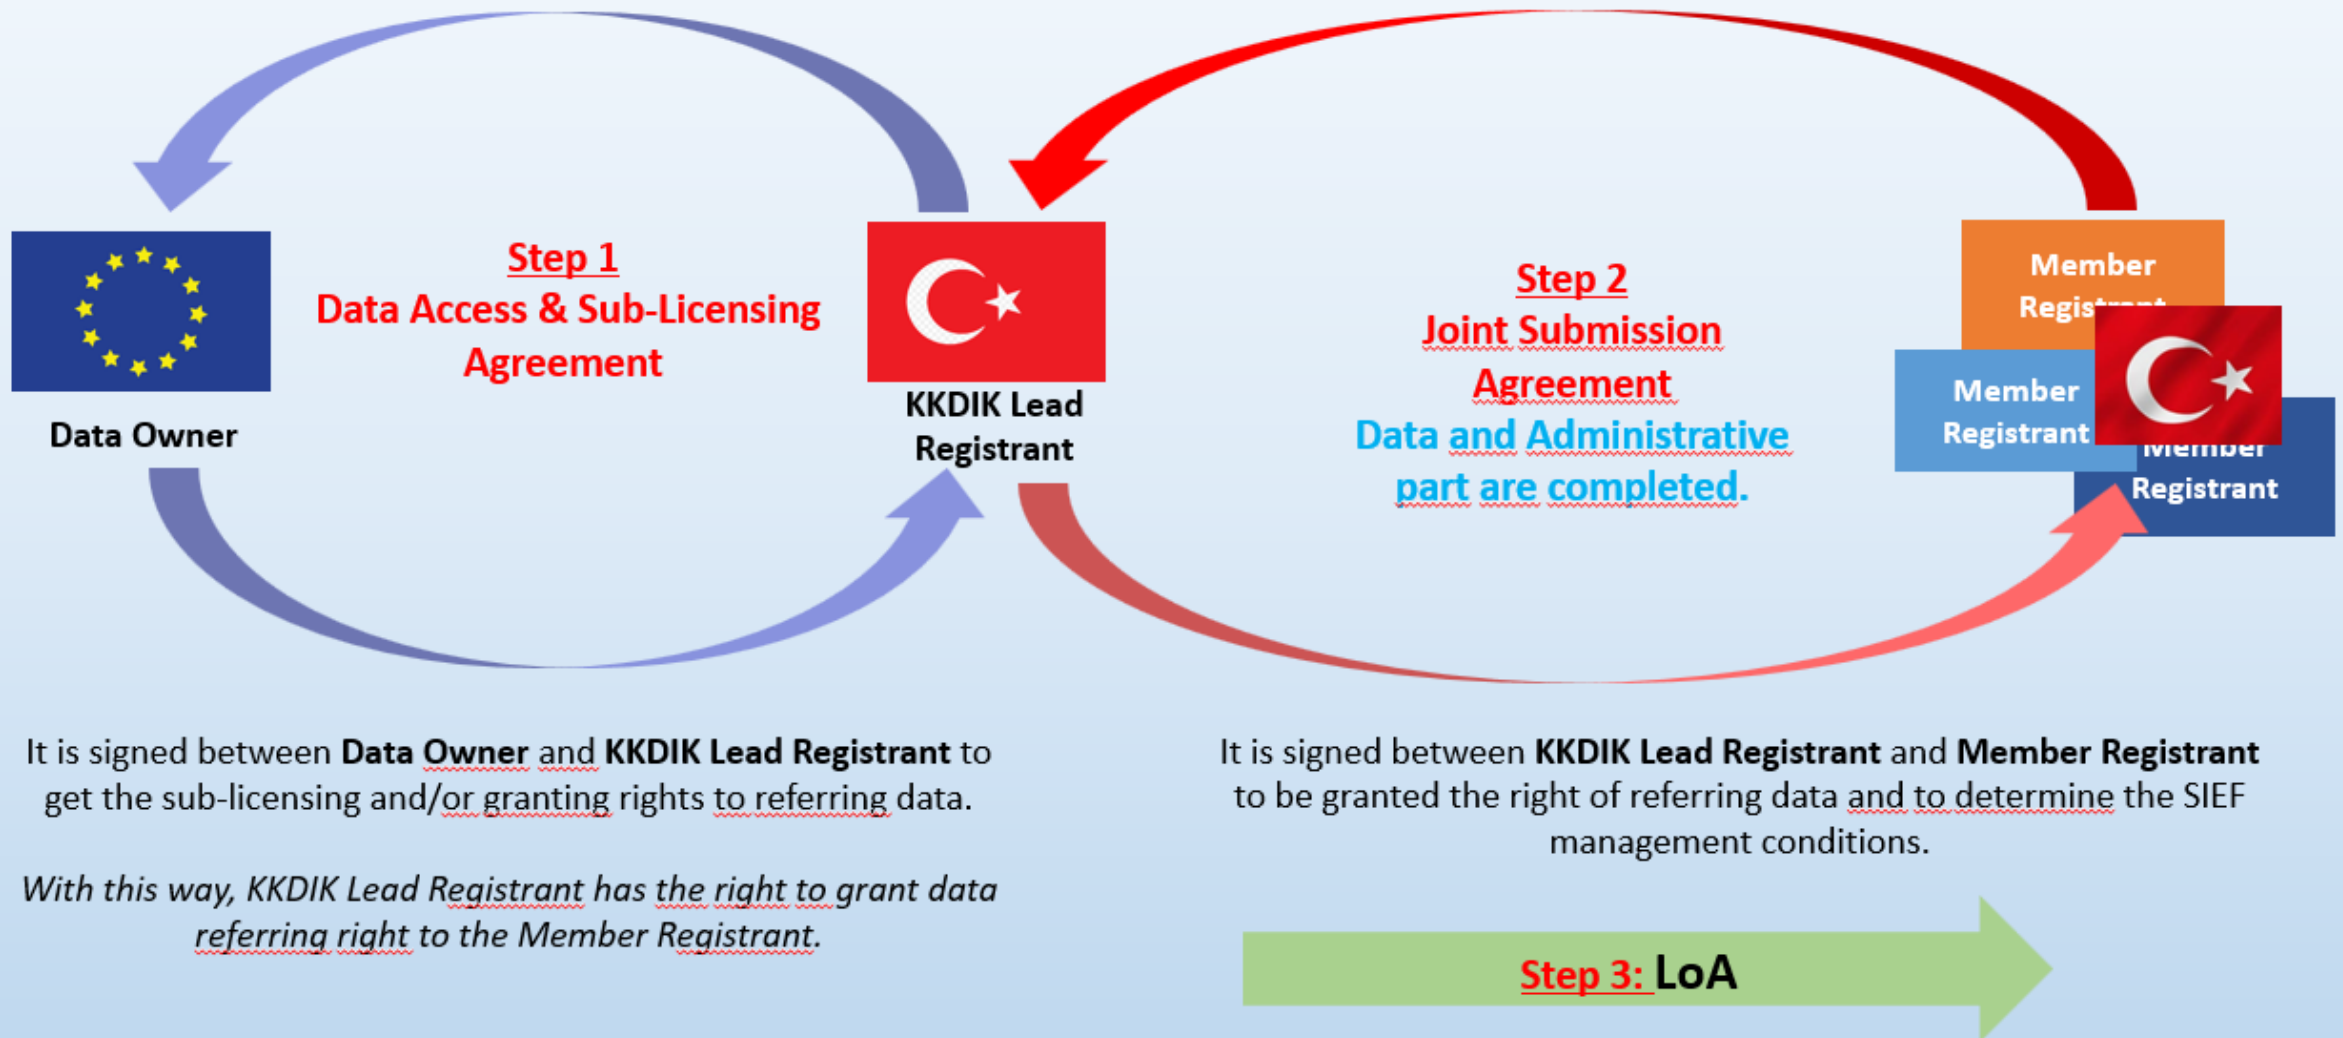 Step 1
Data Access & Sub-Licensing
Agreement
Data Owner
KKDIK Lead
Registrant
Step 2
Joint Submission
Agreement
Data and Administrative
part are completed.
Member
Registrant
Member
Registrant
Member
Registrant
It is signed between Data Owner and KKDIK Lead Registrant to
get the sub-licensing and/or granting rights to referring data.
With this way, KKDIK Lead Registrant has the right to grant data
referring right to the Member Registrant.
It is signed between KKDIK Lead Registrant and Member Registrant
to be granted the right of referring data and to determine the SIEF
management conditions.
Step 3: LoA